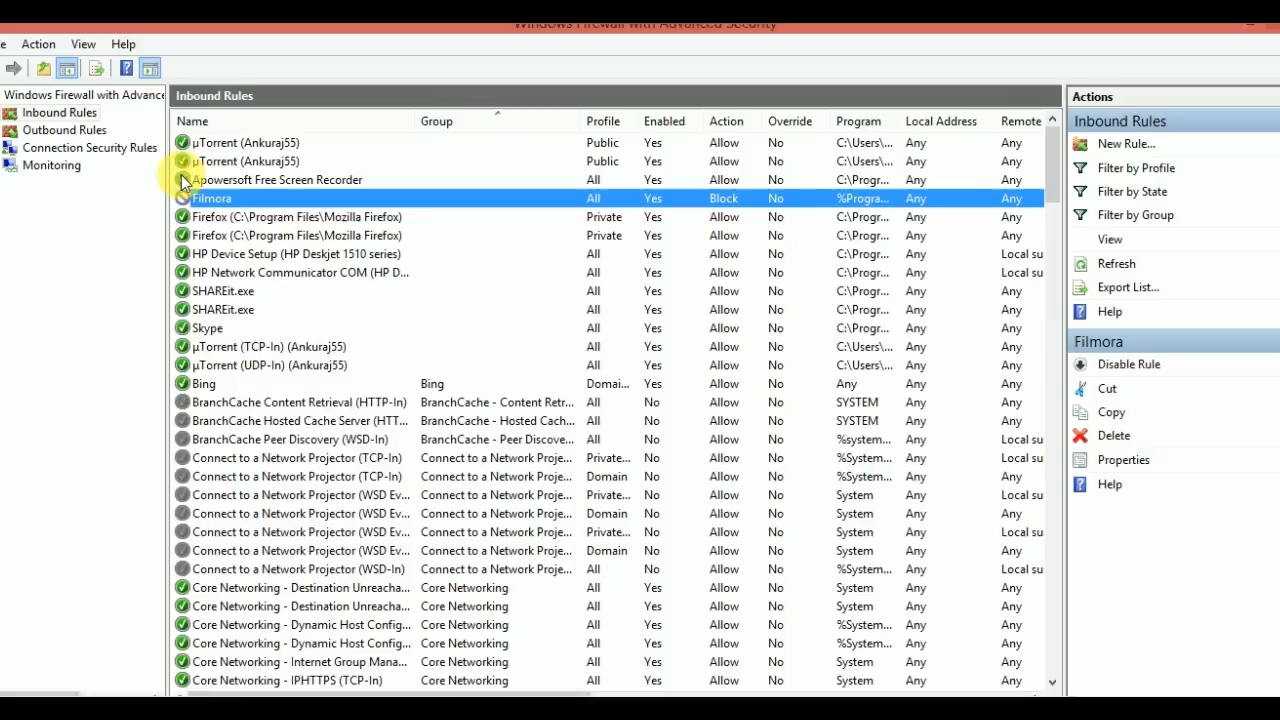 Windows Firewall with Advanced Security
e Action View Help
Windows Firewall with Advance
Inbound Rules
Outbound Rules
Connection Security Rules
Monitoring
Inbound Rules
Name Group Profile Enabled Action Override Program Local Address Remote
µTorrent (Ankuraj55) Public Yes Allow No C:\Users\... Any Any
µTorrent (Ankuraj55) Public Yes Allow No C:\Users\... Any Any
Apowersoft Free Screen Recorder All Yes Allow No C:\Progr... Any Any
Filmora All Yes Block No %Progra... Any Any
Firefox (C:\Program Files\Mozilla Firefox) Private Yes Allow No C:\Progr... Any Any
Firefox (C:\Program Files\Mozilla Firefox) Private Yes Allow No C:\Progr... Any Any
HP Device Setup (HP Deskjet 1510 series) All Yes Allow No C:\Progr... Any Local su
HP Network Communicator COM (HP D... All Yes Allow No C:\Progr... Any Local su
SHAREit.exe All Yes Allow No C:\Progr... Any Any
SHAREit.exe All Yes Allow No C:\Progr... Any Any
Skype All Yes Allow No C:\Progr... Any Any
µTorrent (TCP-In) (Ankuraj55) All Yes Allow No C:\Users\... Any Any
µTorrent (UDP-In) (Ankuraj55) All Yes Allow No C:\Users\... Any Any
Bing Bing Domai... Yes Allow No Any Any Any
BranchCache Content Retrieval (HTTP-In) BranchCache - Content Retr... All No Allow No SYSTEM Any Any
BranchCache Hosted Cache Server (HTT... BranchCache - Hosted Cach... All No Allow No SYSTEM Any Any
BranchCache Peer Discovery (WSD-In) BranchCache - Peer Discove... All No Allow No %system... Any Local su
Connect to a Network Projector (TCP-In) Connect to a Network Proje... Private... No Allow No %System... Any Local su
Connect to a Network Projector (TCP-In) Connect to a Network Proje... Domain No Allow No %System... Any Any
Connect to a Network Projector (WSD Ev... Connect to a Network Proje... Private... No Allow No System Any Local su
Connect to a Network Projector (WSD Ev... Connect to a Network Proje... Domain No Allow No System Any Any
Connect to a Network Projector (WSD Ev... Connect to a Network Proje... Private... No Allow No System Any Local su
Connect to a Network Projector (WSD Ev... Connect to a Network Proje... Domain No Allow No System Any Any
Connect to a Network Projector (WSD-In) Connect to a Network Proje... All No Allow No %System... Any Local su
Core Networking - Destination Unreacha... Core Networking All Yes Allow No System Any Any
Core Networking - Destination Unreacha... Core Networking All Yes Allow No System Any Any
Core Networking - Dynamic Host Config... Core Networking All Yes Allow No %System... Any Any
Core Networking - Dynamic Host Config... Core Networking All Yes Allow No %System... Any Any
Core Networking - Internet Group Mana... Core Networking All Yes Allow No System Any Any
Core Networking - IPHTTPS (TCP-In) Core Networking All Yes Allow No System Any Any
Actions
Inbound Rules
New Rule...
Filter by Profile
Filter by State
Filter by Group
View
Refresh
Export List...
Help
Filmora
Disable Rule
Cut
Copy
Delete
Properties
Help